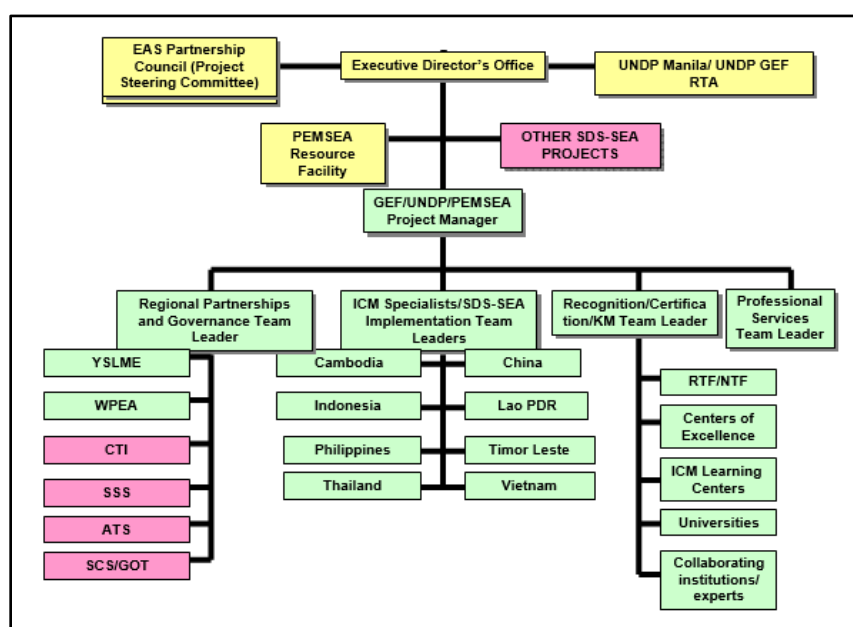 EAS Partnership
Council (Project
Steering Committee)
Executive Director's Office
UNDP Manila/ UNDP GEF
RTA
PEMSEA
Resource
Facility
OTHER SDS-SEA
PROJECTS
GEF/UNDP/PEMSEA
Project Manager
Regional Partnerships
and Governance Team
Leader
ICM Specialists/SDS-SEA
Implementation Team
Leaders
Recognition/Certifica
tion/KM Team Leader
Professional
Services
Team Leader
YSLME
WPEA
CTI
SSS
ATS
SCS/GOT
Cambodia
China
Indonesia
Lao PDR
Philippines
Timor Leste
Thailand
Vietnam
RTF/NTF
Centers of
Excellence
ICM Learning
Centers
Universities
Collaborating
institutions/
experts